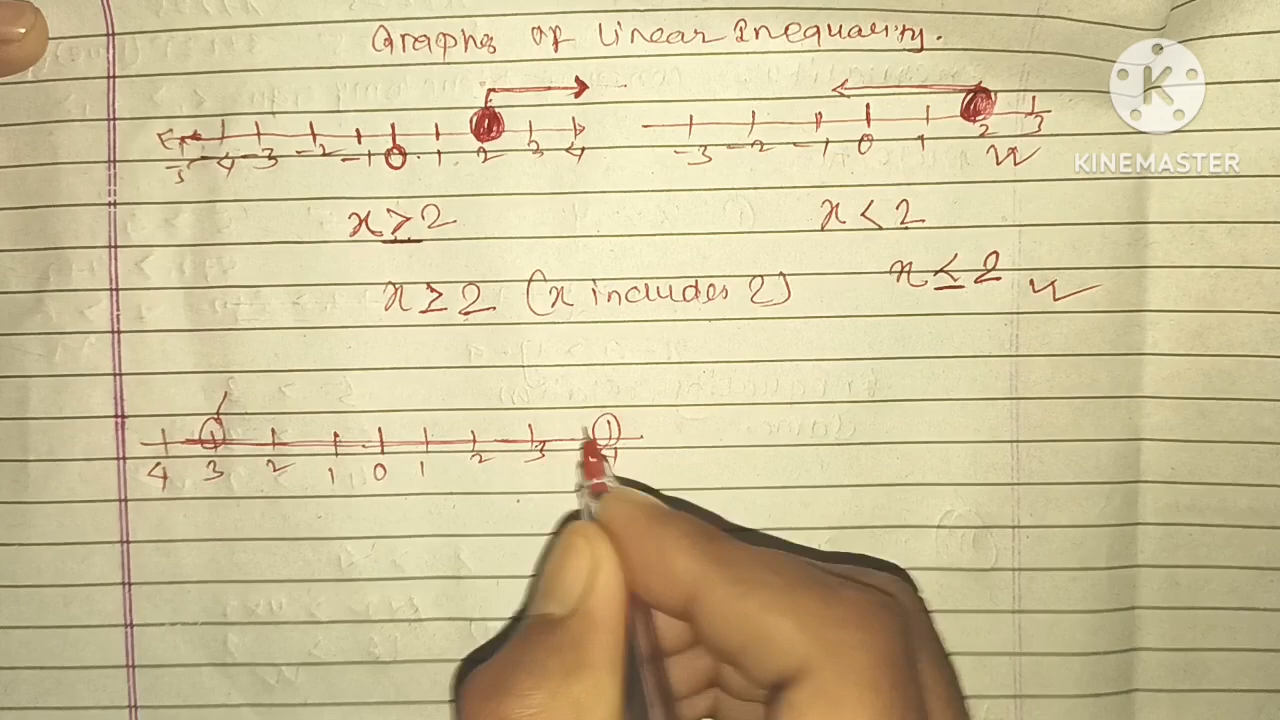 Graphs of Linear Inequality.
K
KINEMASTER
-4 -3 -2 -1 0 1 2 3 4
-3 -2 -1 0 1 2 3
x ≥ 2
x < 2
x ≥ 2 (x includes 2)
x ≤ 2
4 3 2 1 0 1 2 3 4